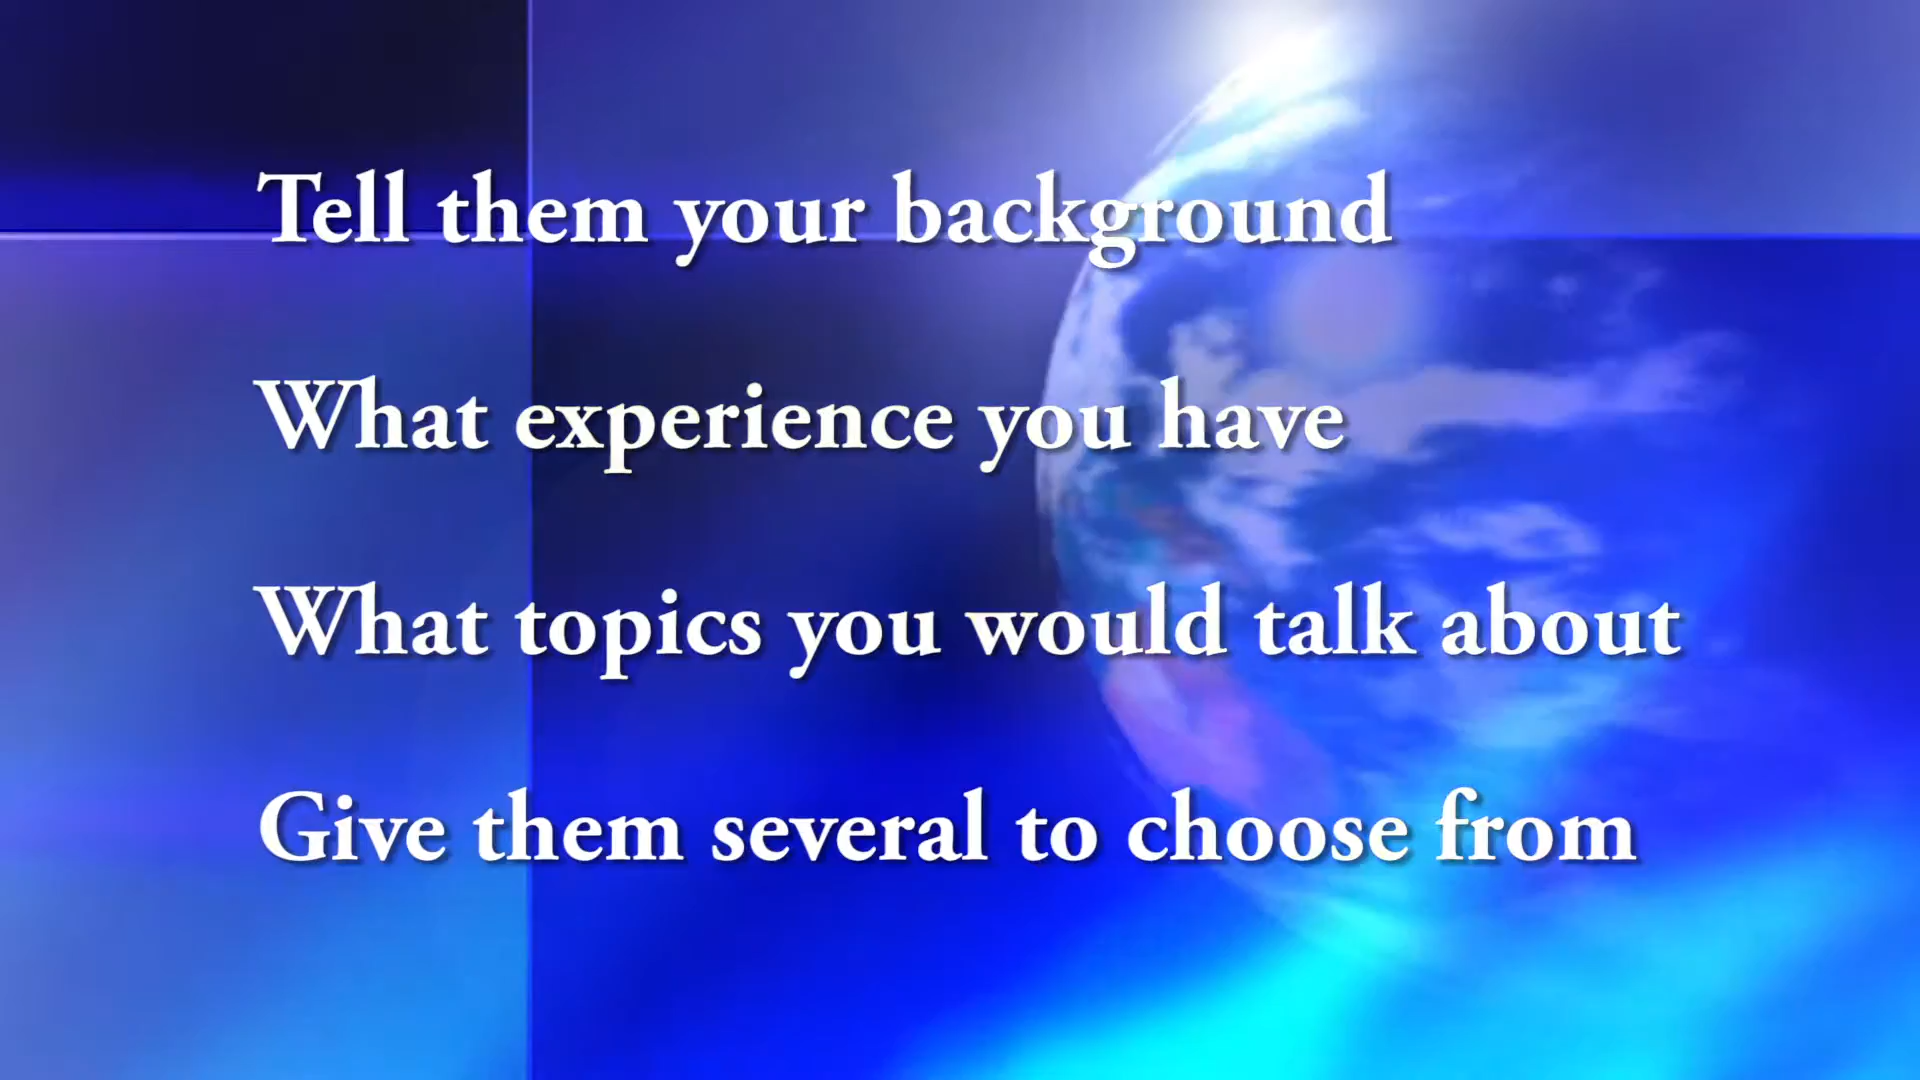 Tell them your background
What experience you have
What topics you would talk about
Give them several to choose from